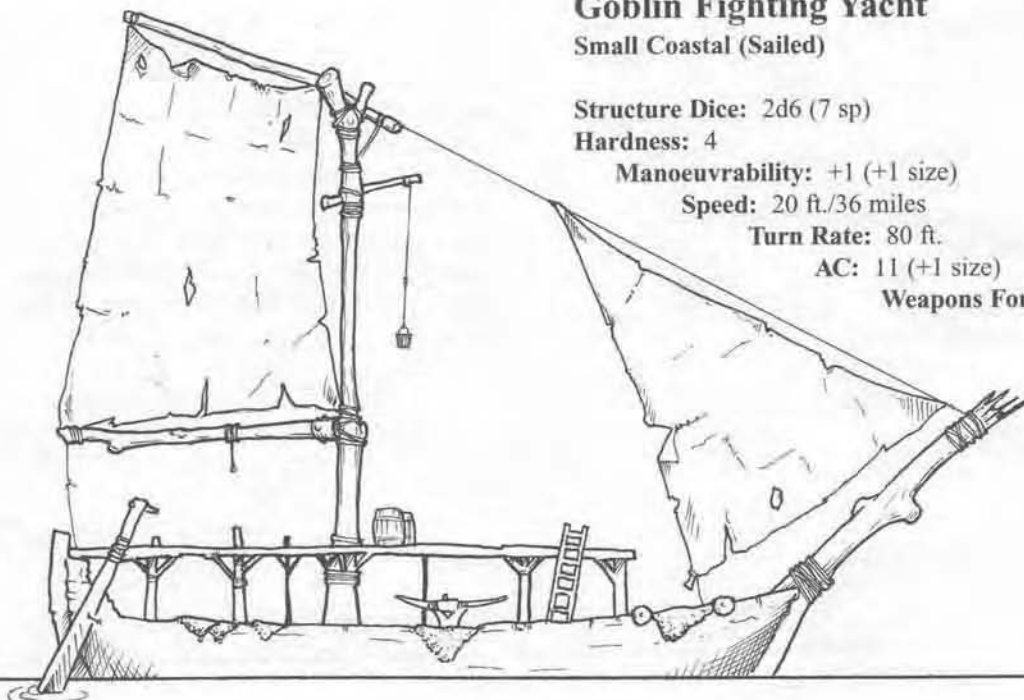 Goblin Fighting Yacht
Small Coastal (Sailed)
Structure Dice: 2d6 (7 sp)
Hardness: 4
Manoeuvrability: +1 (+1 size)
Speed: 20 ft./36 miles
Turn Rate: 80 ft.
AC: 11 (+1 size)
Weapons